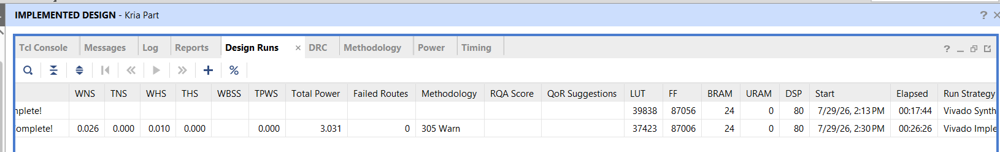 IMPLEMENTED DESIGN - Kria Part ?
Tcl Console Messages Log Reports Design Runs × DRC Methodology Power Timing ?
%
WNS TNS WHS THS WBSS TPWS Total Power Failed Routes Methodology RQA Score QoR Suggestions LUT FF BRAM URAM DSP Start Elapsed Run Strategy
mplete! 39838 87056 24 0 80 7/29/26, 2:13 PM 00:17:44 Vivado Synth
omplete! 0.026 0.000 0.010 0.000 0.000 3.031 0 305 Warn 37423 87006 24 0 80 7/29/26, 2:30 PM 00:26:26 Vivado Imple